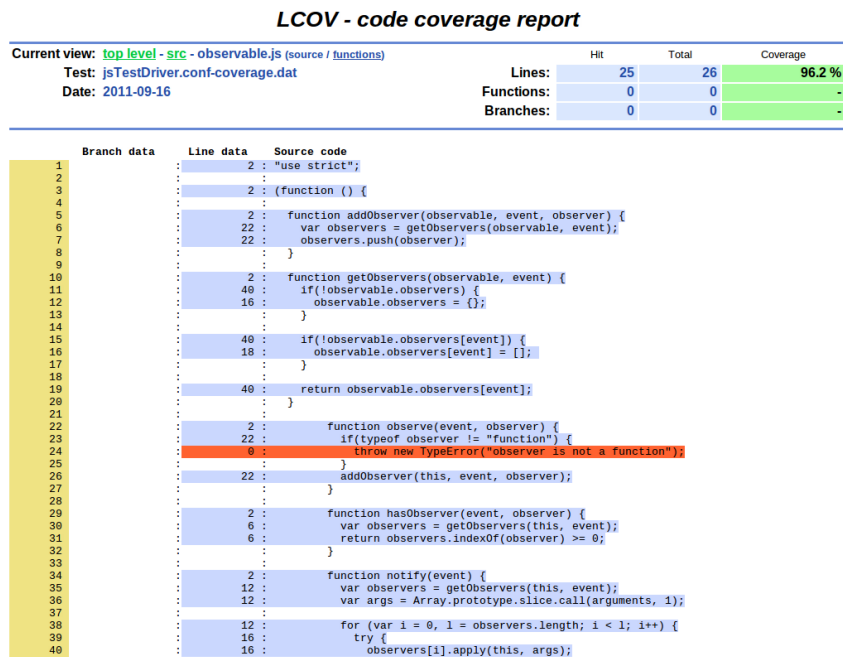 LCOV - code coverage report
Current view: top level - src - observable.js (source / functions) Hit Total Coverage
Test: jsTestDriver.conf-coverage.dat Lines: 25 26 96.2 %
Date: 2011-09-16 Functions: 0 0 -
Branches: 0 0 -
Branch data Line data Source code
1 : 2 : "use strict";
2 : :
3 : 2 : (function () {
4 : :
5 : 2 : function addObserver(observable, event, observer) {
6 : 22 : var observers = getObservers(observable, event);
7 : 22 : observers.push(observer);
8 : : }
9 : :
10 : 2 : function getObservers(observable, event) {
11 : 40 : if(!observable.observers) {
12 : 16 : observable.observers = {};
13 : : }
14 : :
15 : 40 : if(!observable.observers[event]) {
16 : 18 : observable.observers[event] = [];
17 : : }
18 : :
19 : 40 : return observable.observers[event];
20 : : }
21 : :
22 : 2 : function observe(event, observer) {
23 : 22 : if(typeof observer != "function") {
24 : 0 : throw new TypeError("observer is not a function");
25 : : }
26 : 22 : addObserver(this, event, observer);
27 : : }
28 : :
29 : 2 : function hasObserver(event, observer) {
30 : 6 : var observers = getObservers(this, event);
31 : 6 : return observers.indexOf(observer) >= 0;
32 : : }
33 : :
34 : 2 : function notify(event) {
35 : 12 : var observers = getObservers(this, event);
36 : 12 : var args = Array.prototype.slice.call(arguments, 1);
37 : :
38 : 12 : for (var i = 0, l = observers.length; i < l; i++) {
39 : 16 : try {
40 : 16 : observers[i].apply(this, args);